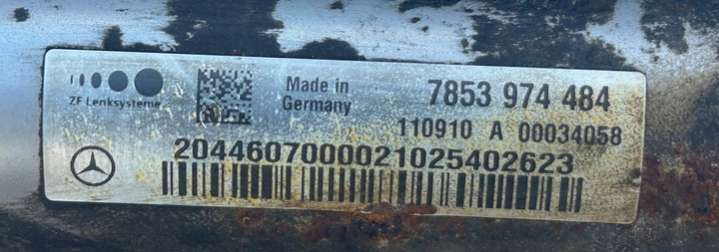 ZF Lenksysteme
Made in
Germany
7853 974 484
110910 A 00034058
2044607000021025402623